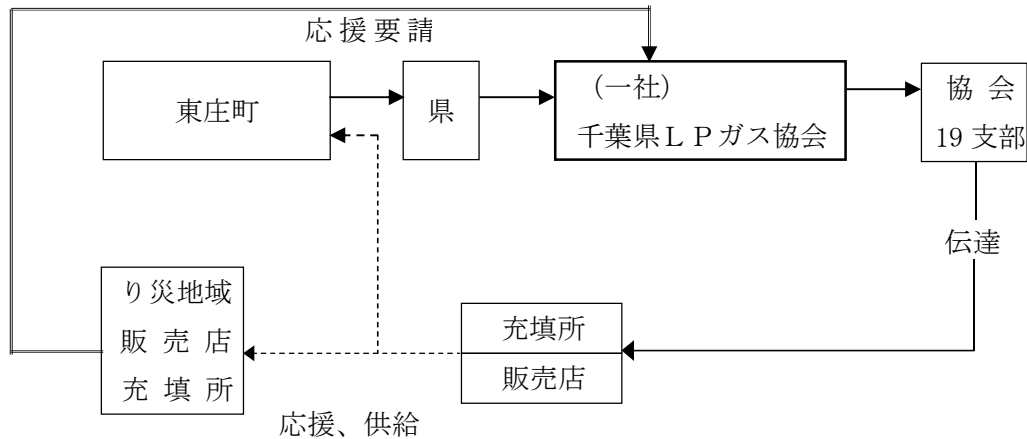 応援要請
東庄町
県
(一社)
千葉県LPガス協会
協会
19支部
伝達
り災地域
販売店
充填所
充填所
販売店
応援、供給